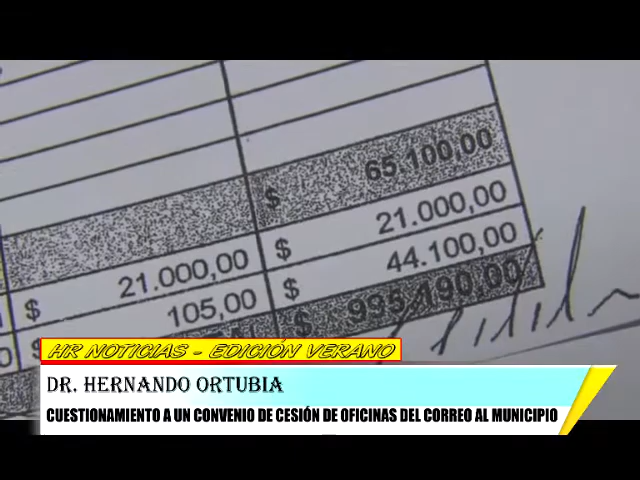 $ 65.100,00
$ 21.000,00 $ 21.000,00
105,00 $ 44.100,00
$ 995.190,00
HR NOTICIAS - EDICIÓN VERANO
DR. HERNANDO ORTUBIA
CUESTIONAMIENTO A UN CONVENIO DE CESIÓN DE OFICINAS DEL CORREO AL MUNICIPIO